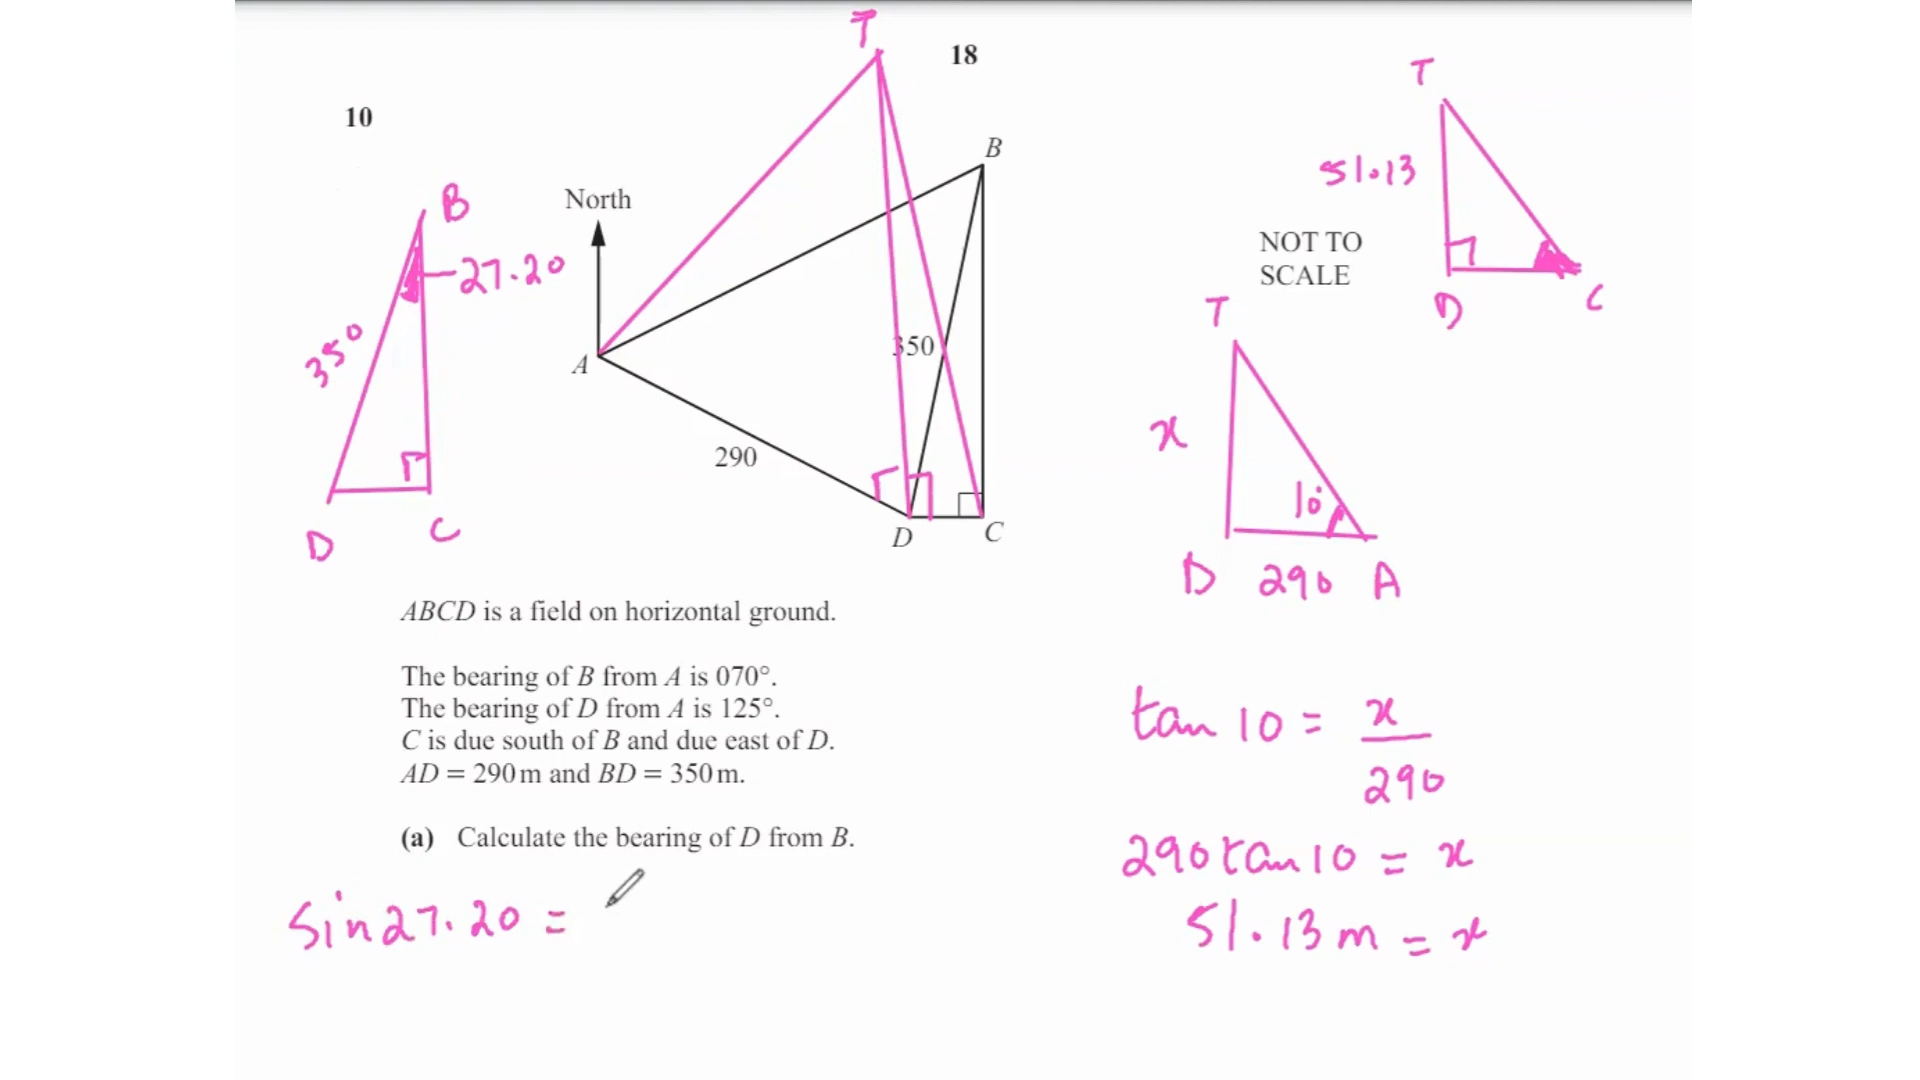 18
10
T
B
North
A
350
290
D
C
B
27.20
350
D
C
NOT TO
SCALE
T
51.13
D
C
T
x
10°
D 290 A
ABCD is a field on horizontal ground.
The bearing of B from A is 070°.
The bearing of D from A is 125°.
C is due south of B and due east of D.
AD = 290 m and BD = 350 m.
(a) Calculate the bearing of D from B.
sin 27.20 =
tan 10 = x
290
290 tan 10 = x
51.13 m = x